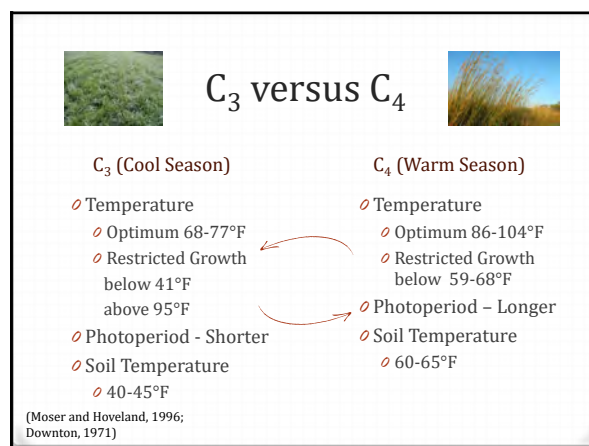 C₃ versus C₄
C₃ (Cool Season)
Temperature
Optimum 68-77°F
Restricted Growth
below 41°F
above 95°F
Photoperiod - Shorter
Soil Temperature
40-45°F
C₄ (Warm Season)
Temperature
Optimum 86-104°F
Restricted Growth
below 59-68°F
Photoperiod – Longer
Soil Temperature
60-65°F
(Moser and Hoveland, 1996;
Downton, 1971)